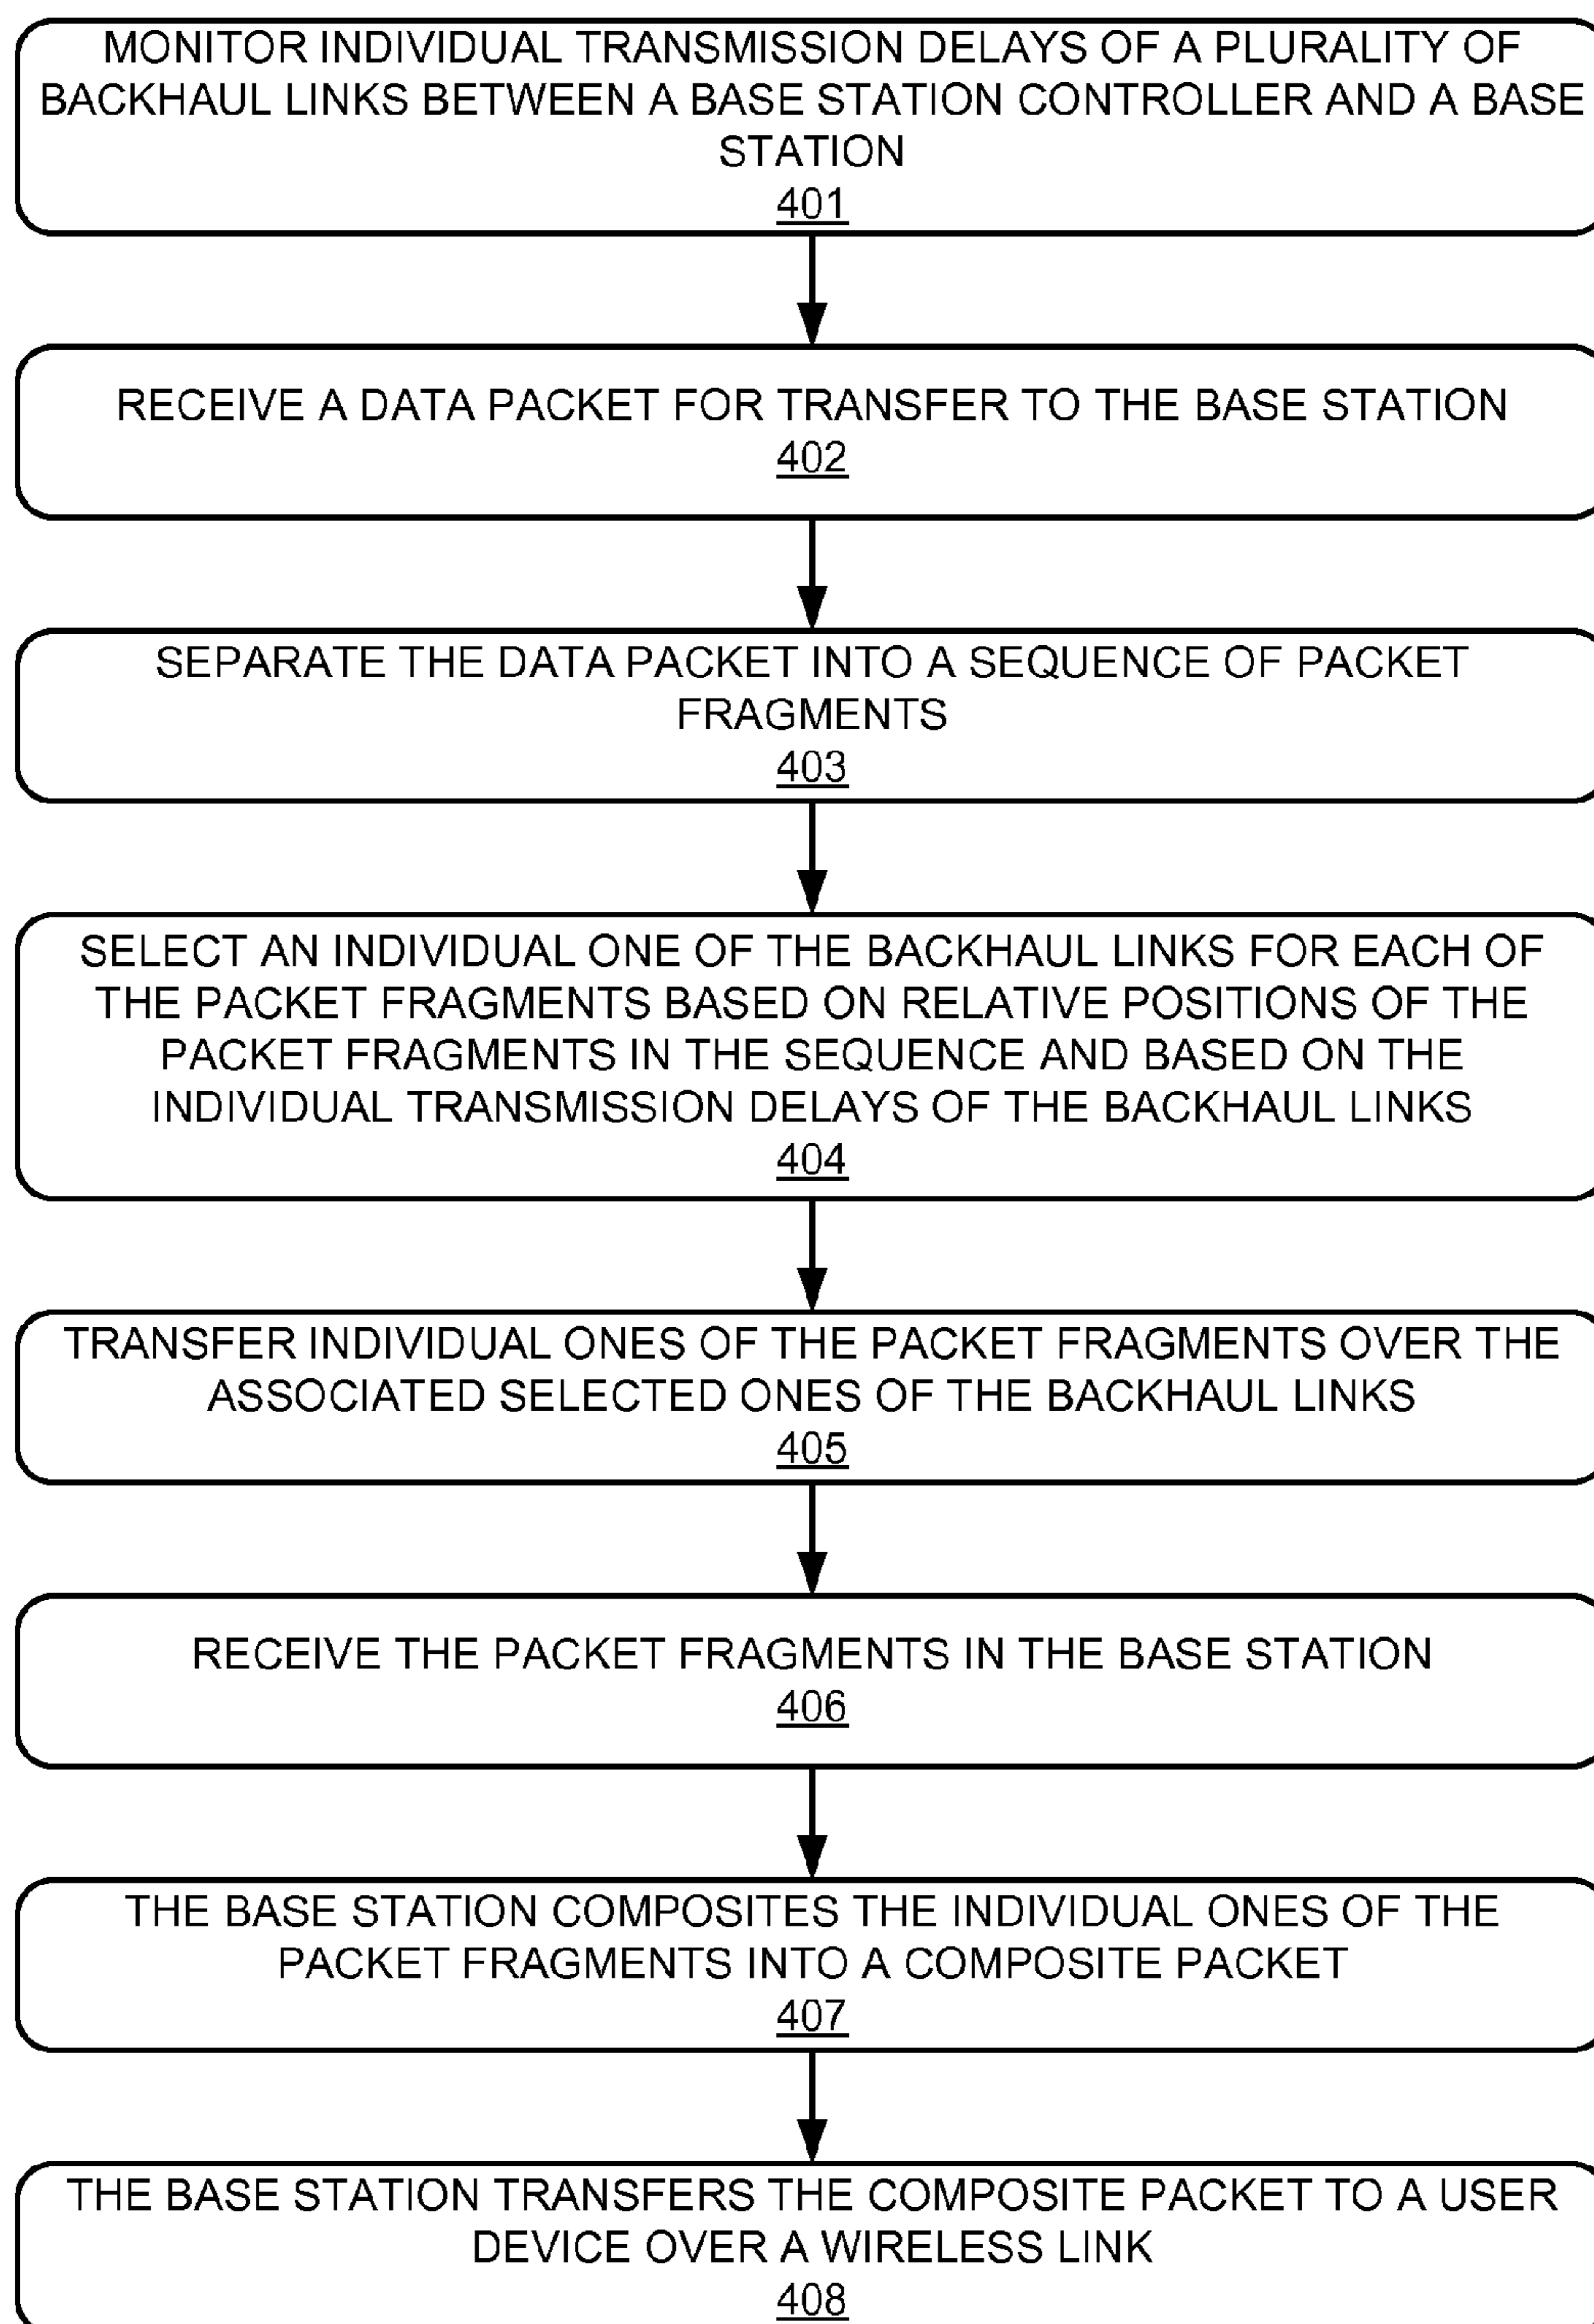 MONITOR INDIVIDUAL TRANSMISSION DELAYS OF A PLURALITY OF
BACKHAUL LINKS BETWEEN A BASE STATION CONTROLLER AND A BASE
STATION
401
RECEIVE A DATA PACKET FOR TRANSFER TO THE BASE STATION
402
SEPARATE THE DATA PACKET INTO A SEQUENCE OF PACKET
FRAGMENTS
403
SELECT AN INDIVIDUAL ONE OF THE BACKHAUL LINKS FOR EACH OF
THE PACKET FRAGMENTS BASED ON RELATIVE POSITIONS OF THE
PACKET FRAGMENTS IN THE SEQUENCE AND BASED ON THE
INDIVIDUAL TRANSMISSION DELAYS OF THE BACKHAUL LINKS
404
TRANSFER INDIVIDUAL ONES OF THE PACKET FRAGMENTS OVER THE
ASSOCIATED SELECTED ONES OF THE BACKHAUL LINKS
405
RECEIVE THE PACKET FRAGMENTS IN THE BASE STATION
406
THE BASE STATION COMPOSITES THE INDIVIDUAL ONES OF THE
PACKET FRAGMENTS INTO A COMPOSITE PACKET
407
THE BASE STATION TRANSFERS THE COMPOSITE PACKET TO A USER
DEVICE OVER A WIRELESS LINK
408